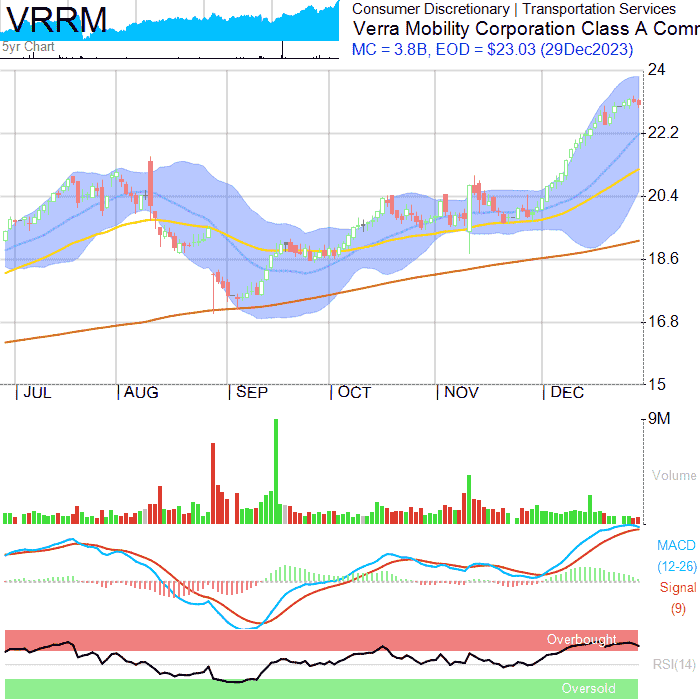 VRRM
5yr Chart
Consumer Discretionary | Transportation Services
Verra Mobility Corporation Class A Comm
MC = 3.8B, EOD = $23.03 (29Dec2023)
24
22.2
20.4
18.6
16.8
15
JUL AUG SEP OCT NOV DEC
9M
Volume
MACD
(12-26)
Signal
(9)
Overbought
RSI(14)
Oversold